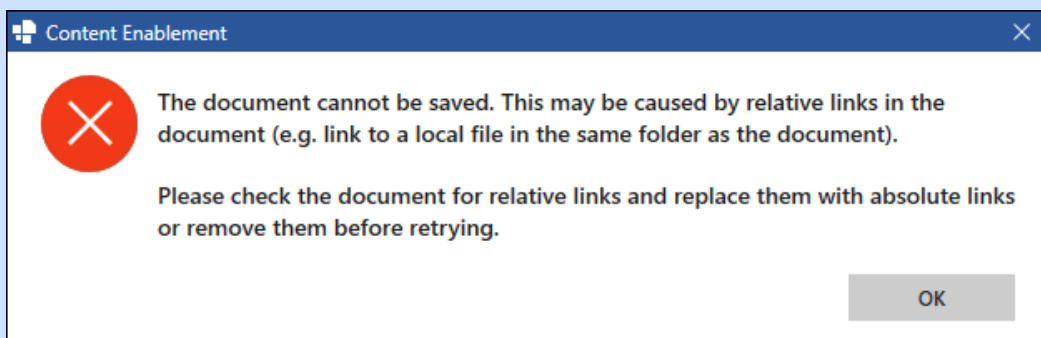 Content Enablement
The document cannot be saved. This may be caused by relative links in the
document (e.g. link to a local file in the same folder as the document).
Please check the document for relative links and replace them with absolute links
or remove them before retrying.
OK